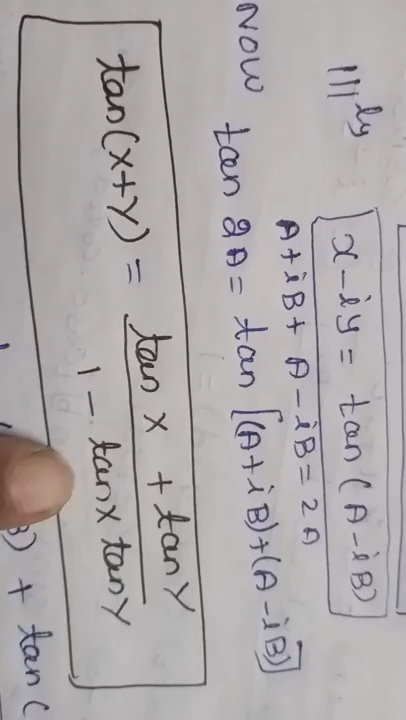 |||ly x - iy = tan(A - iB)
A + iB + A - iB = 2A
Now tan 2A = tan [(A + iB) + (A - iB)]
tan(x+y) = tan x + tan y
1 - tan x tan y
B) + tan(